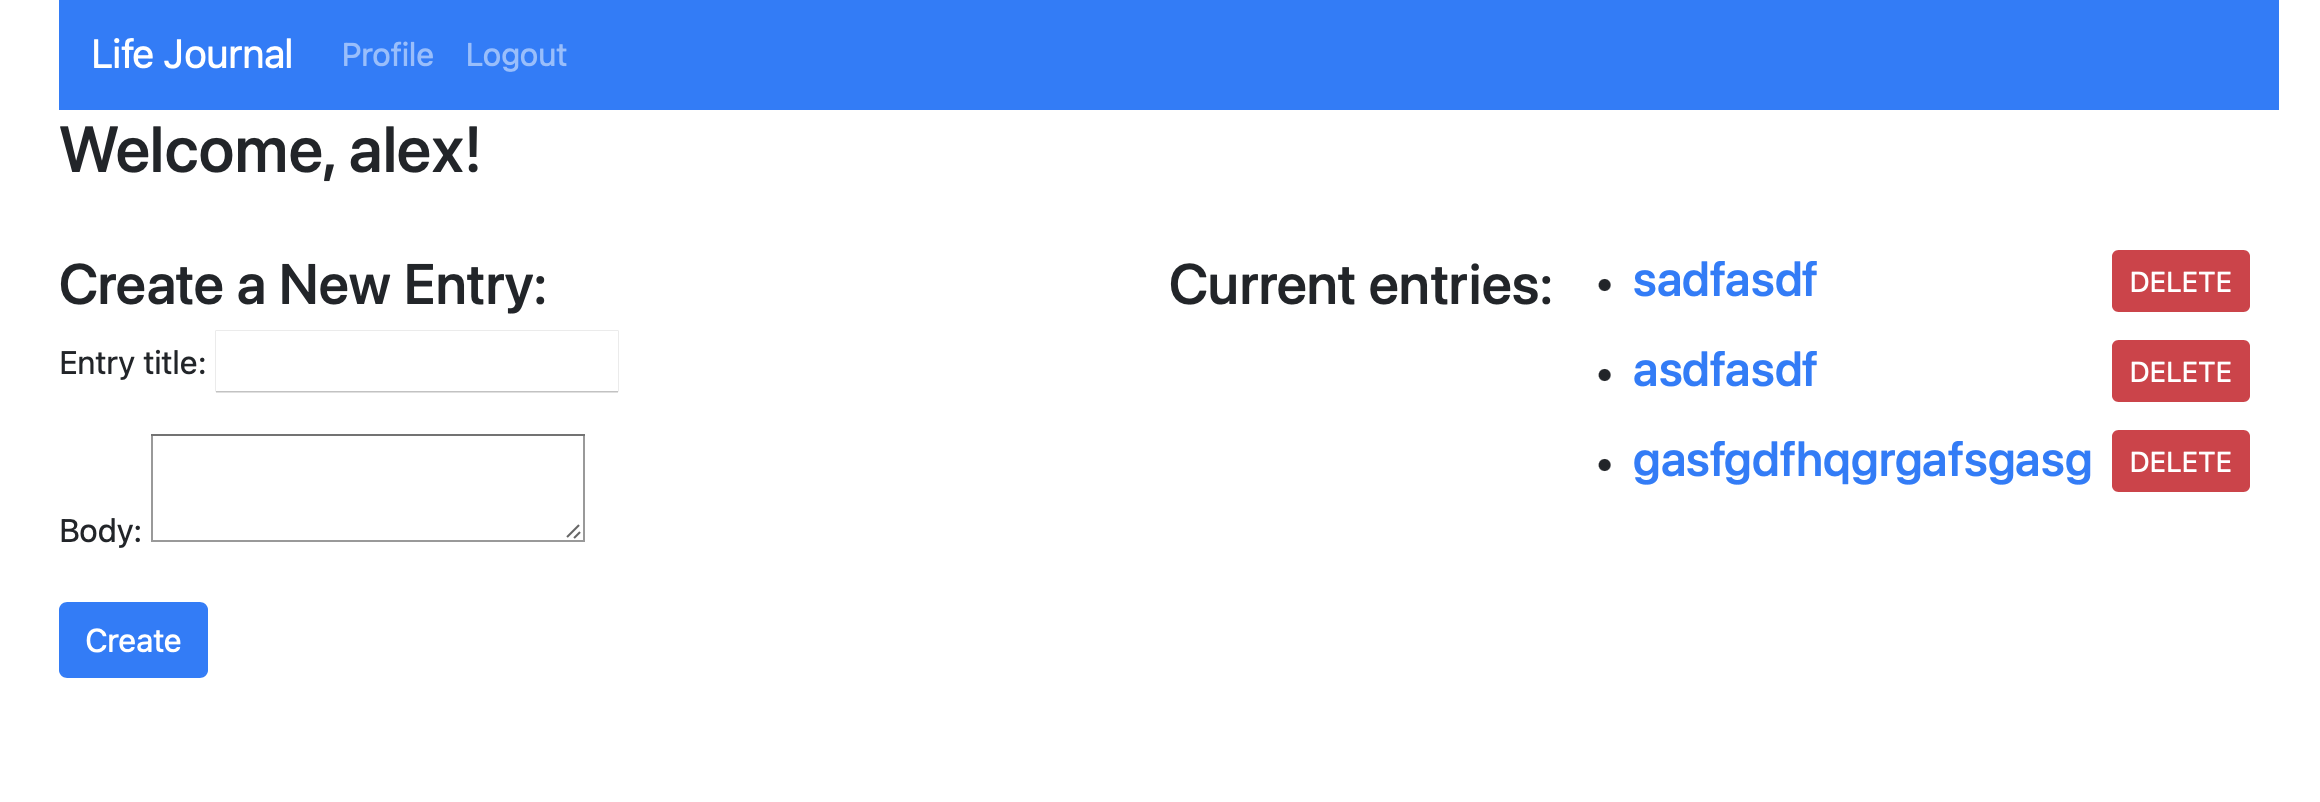 Life Journal Profile Logout
Welcome, alex!
Create a New Entry:
Entry title:
Body:
Create
Current entries:
sadfasdf DELETE
asdfasdf DELETE
gasfgdfhqgrgafsgasg DELETE